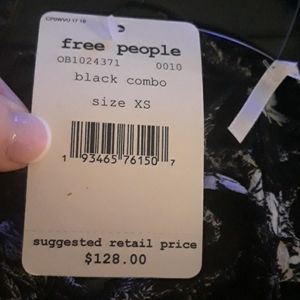 free people
OB1024371 0010
black combo
size XS
1 93465 76150 7
suggested retail price
$128.00